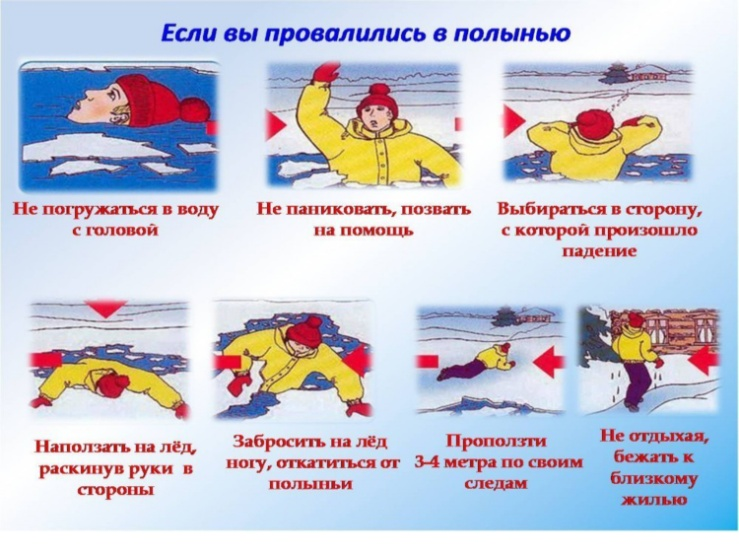 Если вы провалились в полынью
Не погружаться в воду
с головой
Не паниковать, позвать
на помощь
Выбираться в сторону,
с которой произошло
падение
Наползать на лёд,
раскинув руки в
стороны
Забросить на лёд
ногу, откатиться от
полыньи
Проползти
3-4 метра по своим
следам
Не отдыхая,
бежать к
близкому
жилью